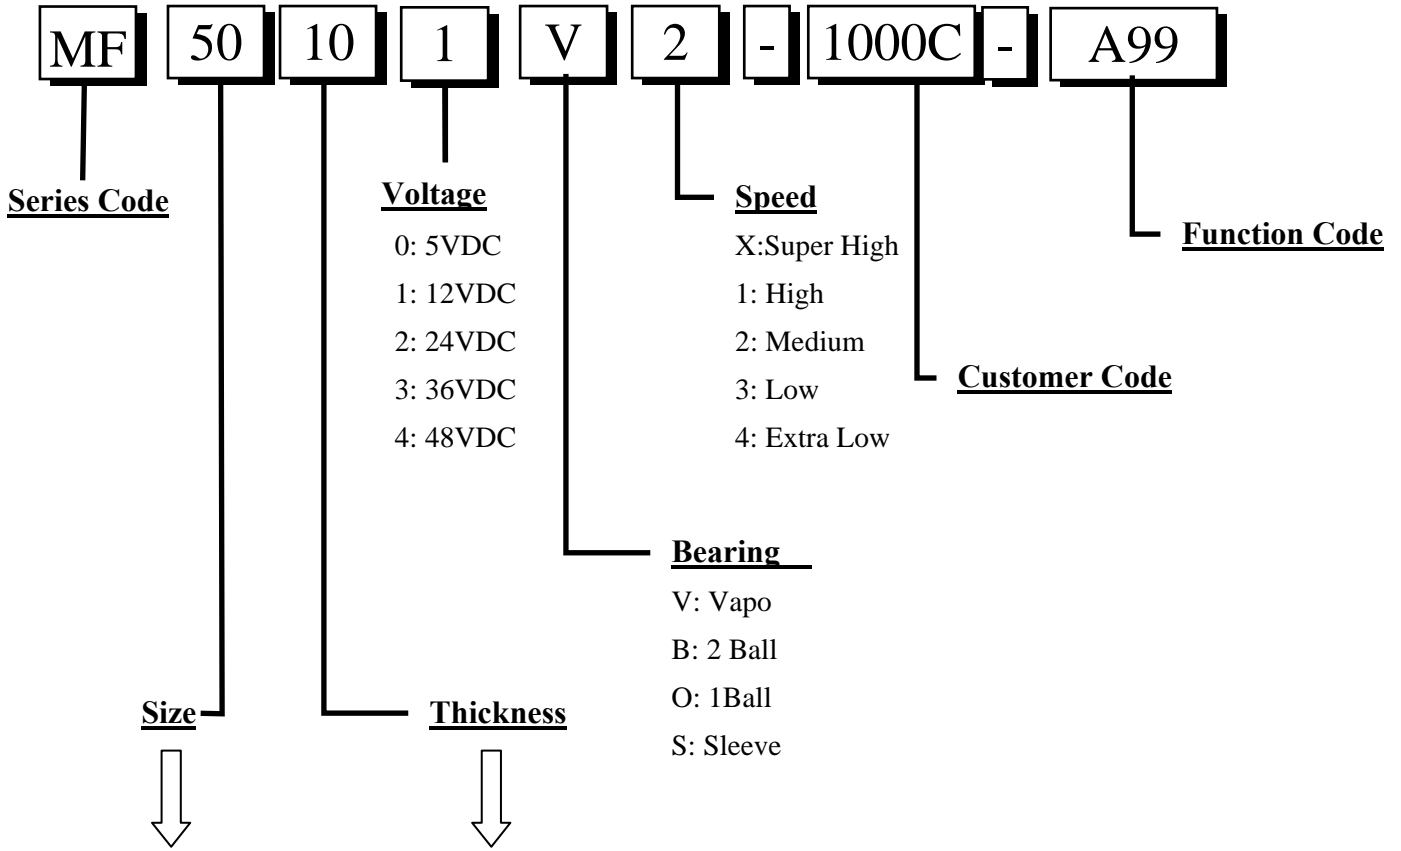 MF 50 10 1 V 2 - 1000C - A99
Series Code
Voltage
0: 5VDC
1: 12VDC
2: 24VDC
3: 36VDC
4: 48VDC
Speed
X:Super High
1: High
2: Medium
3: Low
4: Extra Low
Function Code
Customer Code
Bearing
V: Vapo
B: 2 Ball
O: 1Ball
S: Sleeve
Size
Thickness